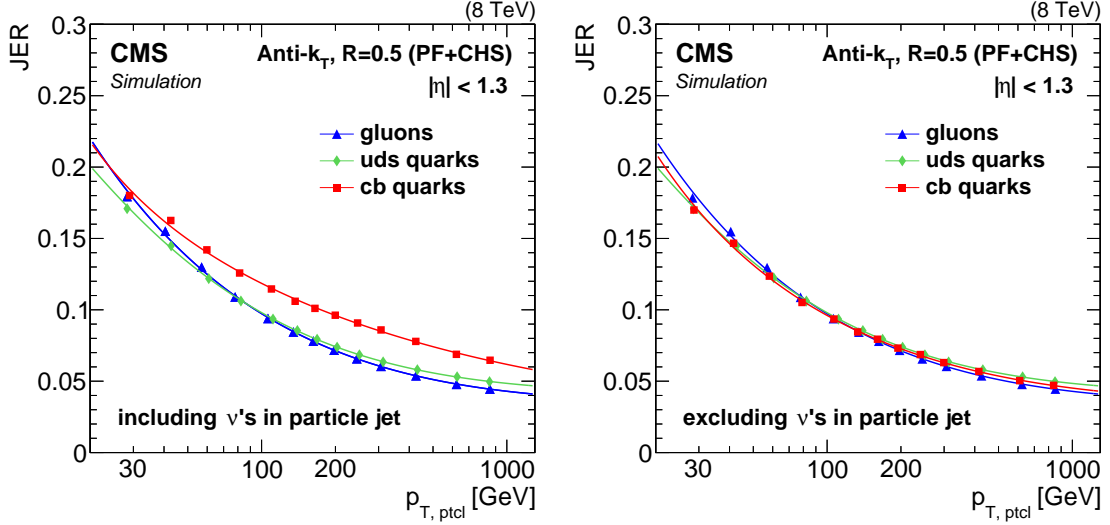 (8 TeV)
JER
0.3
0.25
0.2
0.15
0.1
0.05
0
CMS
Simulation
Anti-k_T, R=0.5 (PF+CHS)
|η| < 1.3
gluons
uds quarks
cb quarks
including ν's in particle jet
30 100 200 1000
p_T, ptcl [GeV]
(8 TeV)
JER
0.3
0.25
0.2
0.15
0.1
0.05
0
CMS
Simulation
Anti-k_T, R=0.5 (PF+CHS)
|η| < 1.3
gluons
uds quarks
cb quarks
excluding ν's in particle jet
30 100 200 1000
p_T, ptcl [GeV]